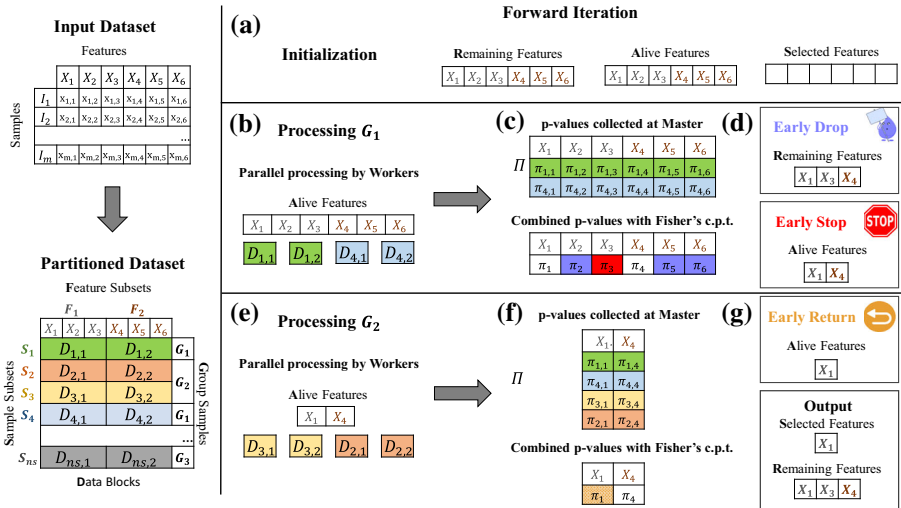 Input Dataset
Features
X1 X2 X3 X4 X5 X6
Samples
I1 x1,1 x1,2 x1,3 x1,4 x1,5 x1,6
I2 x2,1 x2,2 x2,3 x2,4 x2,5 x2,6
...
Im xm,1 xm,2 xm,3 xm,4 xm,5 xm,6
Partitioned Dataset
Feature Subsets
F1 F2
X1 X2 X3 X4 X5 X6
Sample Subsets
Group Samples
S1 D1,1 D1,2 G1
S2 D2,1 D2,2 G2
S3 D3,1 D3,2
S4 D4,1 D4,2 G1
...
Sns Dns,1 Dns,2 G3
Data Blocks
(a) Forward Iteration
Initialization
Remaining Features
X1 X2 X3 X4 X5 X6
Alive Features
X1 X2 X3 X4 X5 X6
Selected Features
(b) Processing G1
Parallel processing by Workers
Alive Features
X1 X2 X3 X4 X5 X6
D1,1 D1,2 D4,1 D4,2
(c) p-values collected at Master
X1 X2 X3 X4 X5 X6
Π
π1,1 π1,2 π1,3 π1,4 π1,5 π1,6
π4,1 π4,2 π4,3 π4,4 π4,5 π4,6
Combined p-values with Fisher's c.p.t.
X1 X2 X3 X4 X5 X6
π1 π2 π3 π4 π5 π6
(d) Early Drop
Remaining Features
X1 X3 X4
Early Stop
STOP
Alive Features
X1 X4
(e) Processing G2
Parallel processing by Workers
Alive Features
X1 X4
D3,1 D3,2 D2,1 D2,2
(f) p-values collected at Master
X1. X4
Π
π1,1 π1,4
π4,1 π4,4
π3,1 π3,4
π2,1 π2,4
Combined p-values with Fisher's c.p.t.
X1 X4
π1 π4
(g) Early Return
Alive Features
X1
Output
Selected Features
X1
Remaining Features
X1 X3 X4